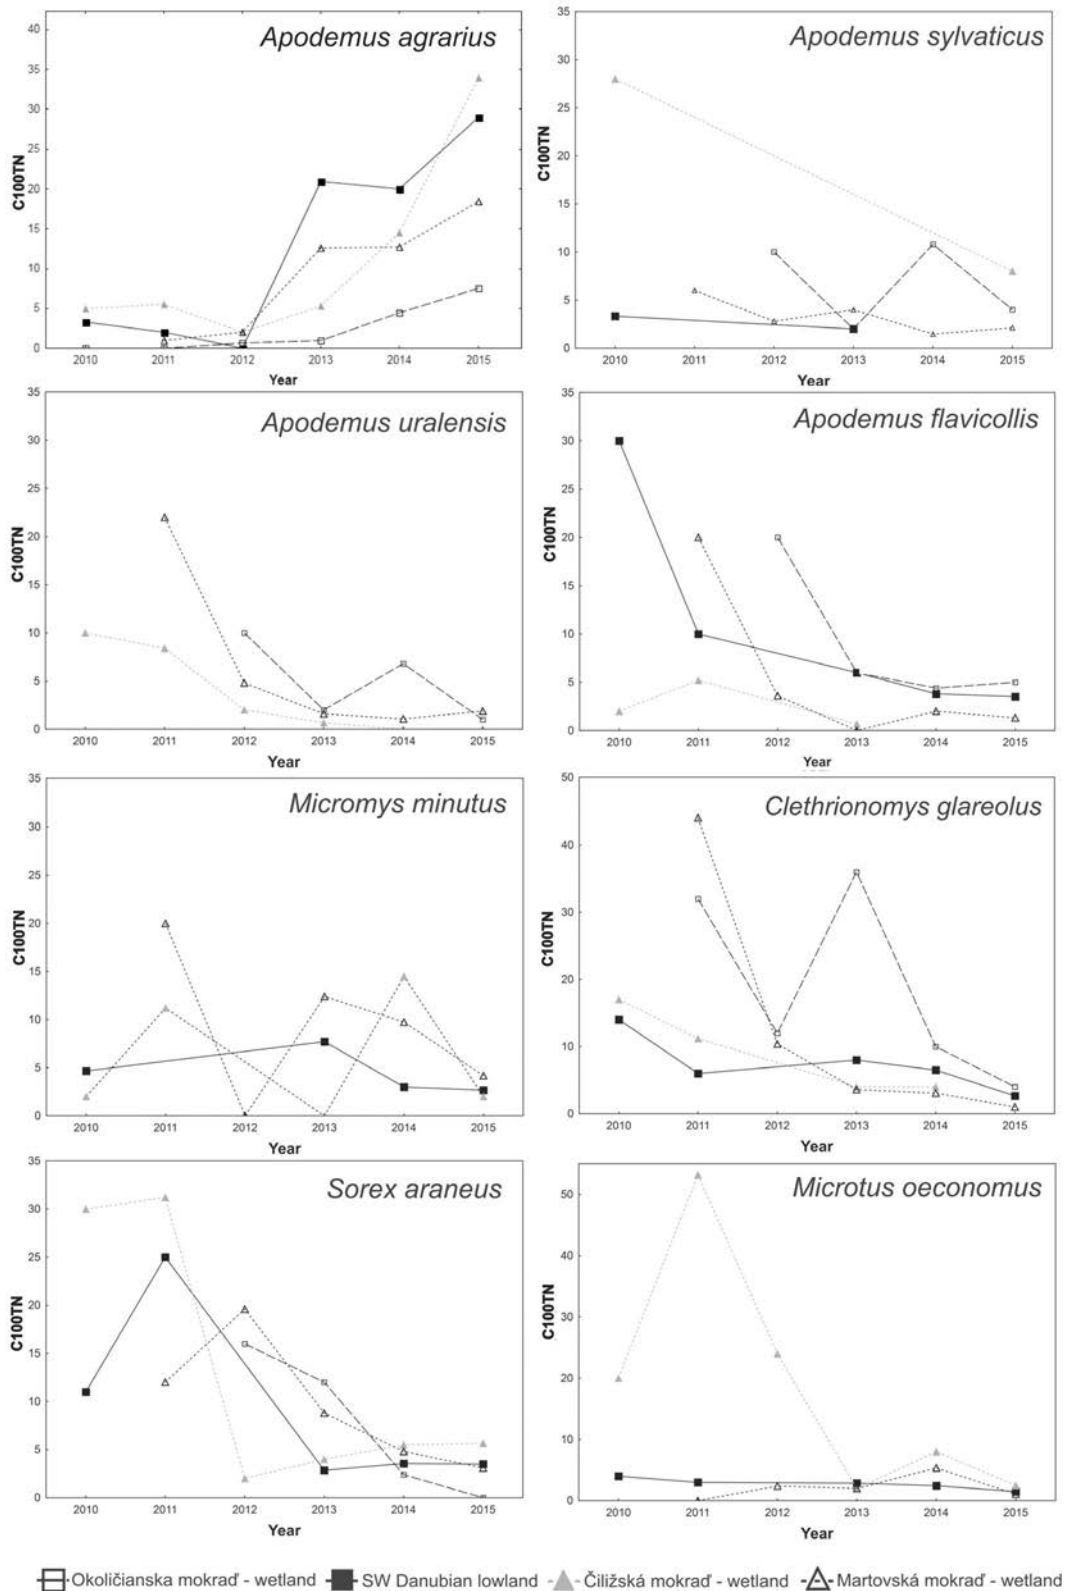 Apodemus agrarius
C100TN
40
35
30
25
20
15
10
5
0
2010 2011 2012 2013 2014 2015
Year
Apodemus sylvaticus
C100TN
35
30
25
20
15
10
5
0
2010 2011 2012 2013 2014 2015
Year
Apodemus uralensis
C100TN
35
30
25
20
15
10
5
0
2010 2011 2012 2013 2014 2015
Year
Apodemus flavicollis
C100TN
35
30
25
20
15
10
5
0
2010 2011 2012 2013 2014 2015
Year
Micromys minutus
C100TN
35
30
25
20
15
10
5
0
2010 2011 2012 2013 2014 2015
Year
Clethrionomys glareolus
C100TN
50
40
30
20
10
0
2010 2011 2012 2013 2014 2015
Year
Sorex araneus
C100TN
35
30
25
20
15
10
5
0
2010 2011 2012 2013 2014 2015
Year
Microtus oeconomus
C100TN
50
40
30
20
10
0
2010 2011 2012 2013 2014 2015
Year
Okoličianska mokraď - wetland SW Danubian lowland Čiližská mokraď - wetland Martovská mokraď - wetland